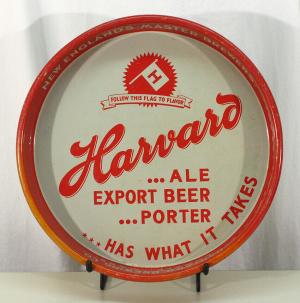 NEW ENGLAND'S MASTER BREWERS
H
FOLLOW THIS FLAG TO FLAVOR
Harvard
...ALE
EXPORT BEER
...PORTER
...HAS WHAT IT TAKES